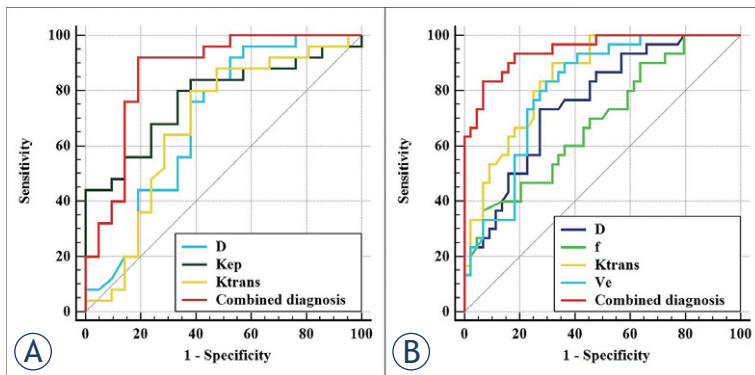 100
80
60
40
20
0
Sensitivity
0 20 40 60 80 100
1 - Specificity
D
Kep
Ktrans
Combined diagnosis
A
100
80
60
40
20
0
Sensitivity
0 20 40 60 80 100
1 - Specificity
D
f
Ktrans
Ve
Combined diagnosis
B